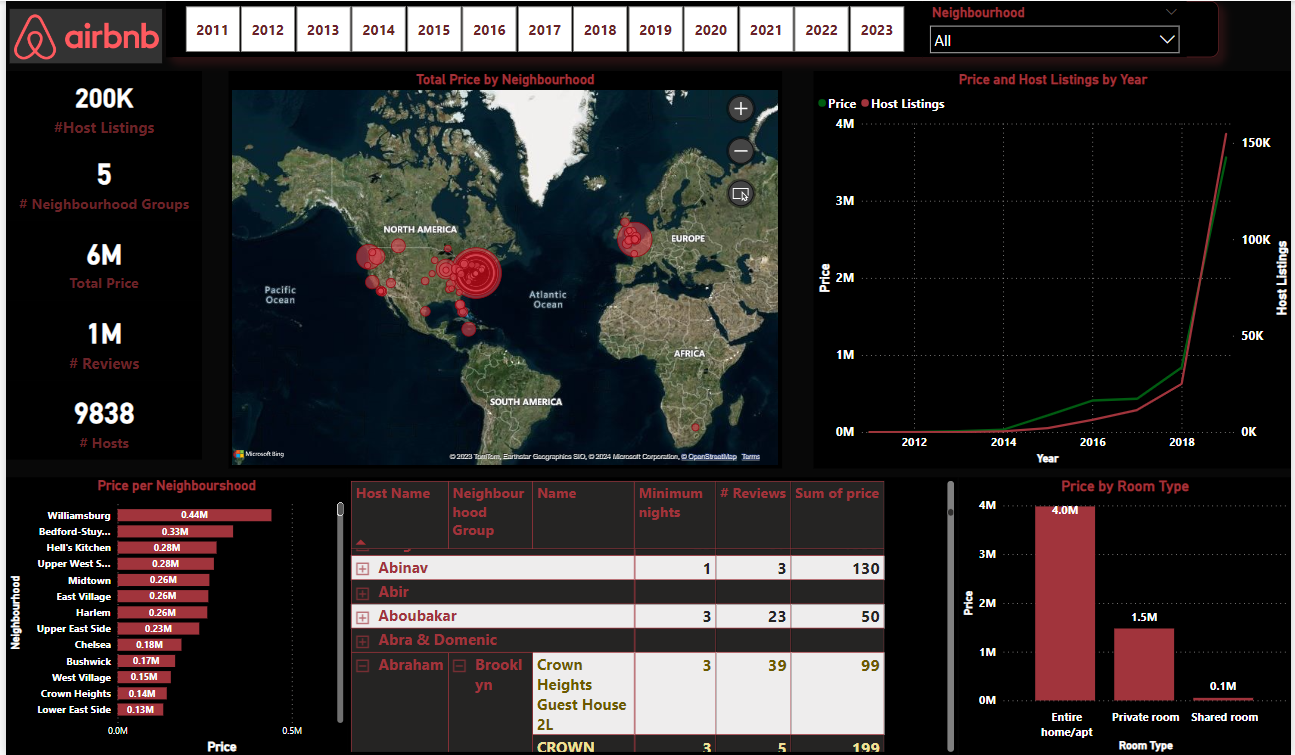 airbnb
2011 2012 2013 2014 2015 2016 2017 2018 2019 2020 2021 2022 2023
Neighbourhood
All
200K
#Host Listings
5
# Neighbourhood Groups
6M
Total Price
1M
# Reviews
9838
# Hosts
Total Price by Neighbourhood
NORTH AMERICA
EUROPE
Pacific
Ocean
Atlantic
Ocean
AFRICA
SOUTH AMERICA
Microsoft Bing
© 2023 TomTom, Earthstar Geographics SIO, © 2024 Microsoft Corporation, © OpenStreetMap Terms
Price and Host Listings by Year
Price Host Listings
4M
3M
2M
1M
0M
Price
150K
100K
50K
0K
Host Listings
2012 2014 2016 2018
Year
Price per Neighbourshood
Neighbourhood
Williamsburg 0.44M
Bedford-Stuy... 0.33M
Hell's Kitchen 0.28M
Upper West S... 0.28M
Midtown 0.26M
East Village 0.26M
Harlem 0.26M
Upper East Side 0.23M
Chelsea 0.18M
Bushwick 0.17M
West Village 0.15M
Crown Heights 0.14M
Lower East Side 0.13M
0.0M 0.5M
Price
Host Name Neighbour Name Minimum # Reviews Sum of price
hood nights
Group
Abinav 1 3 130
Abir
Aboubakar 3 23 50
Abra & Domenic
Abraham Brookl Crown 3 39 99
yn Heights
Guest House
2L
CROWN 3 5 199
Price by Room Type
4M
3M
2M
1M
0M
Price
4.0M
1.5M
0.1M
Entire Private room Shared room
home/apt
Room Type